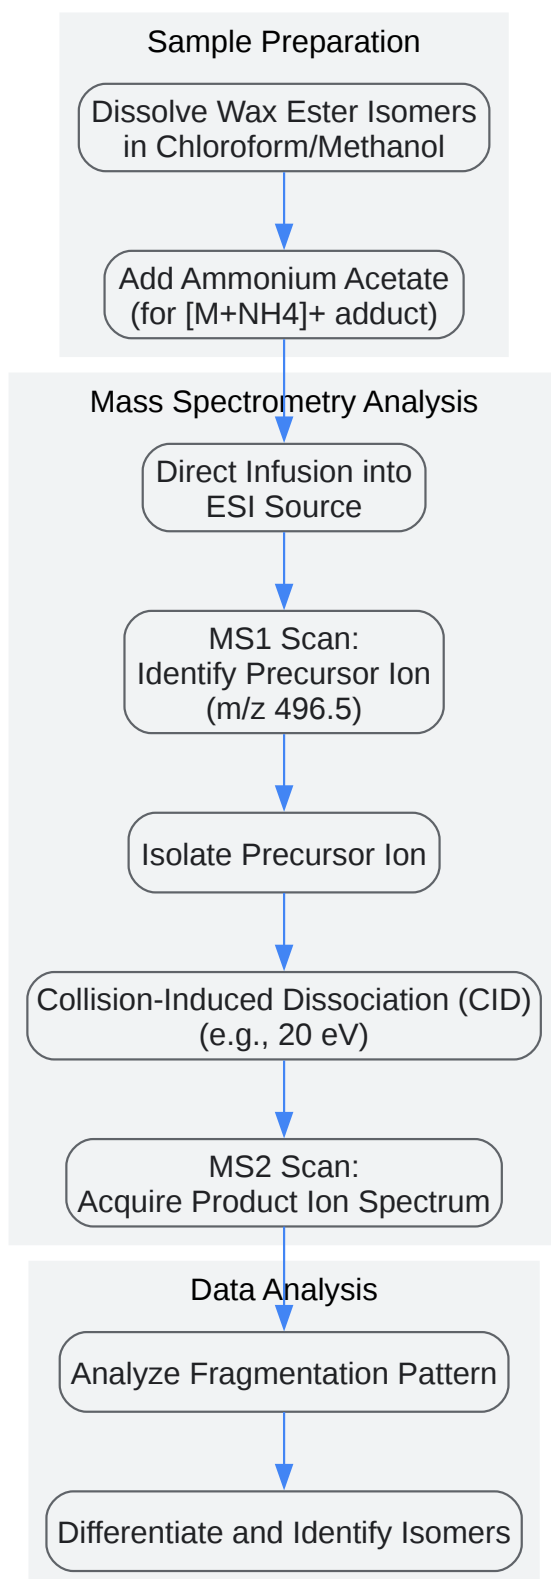 Sample Preparation
Dissolve Wax Ester Isomers
in Chloroform/Methanol
Add Ammonium Acetate
(for [M+NH4]+ adduct)
Mass Spectrometry Analysis
Direct Infusion into
ESI Source
MS1 Scan:
Identify Precursor Ion
(m/z 496.5)
Isolate Precursor Ion
Collision-Induced Dissociation (CID)
(e.g., 20 eV)
MS2 Scan:
Acquire Product Ion Spectrum
Data Analysis
Analyze Fragmentation Pattern
Differentiate and Identify Isomers